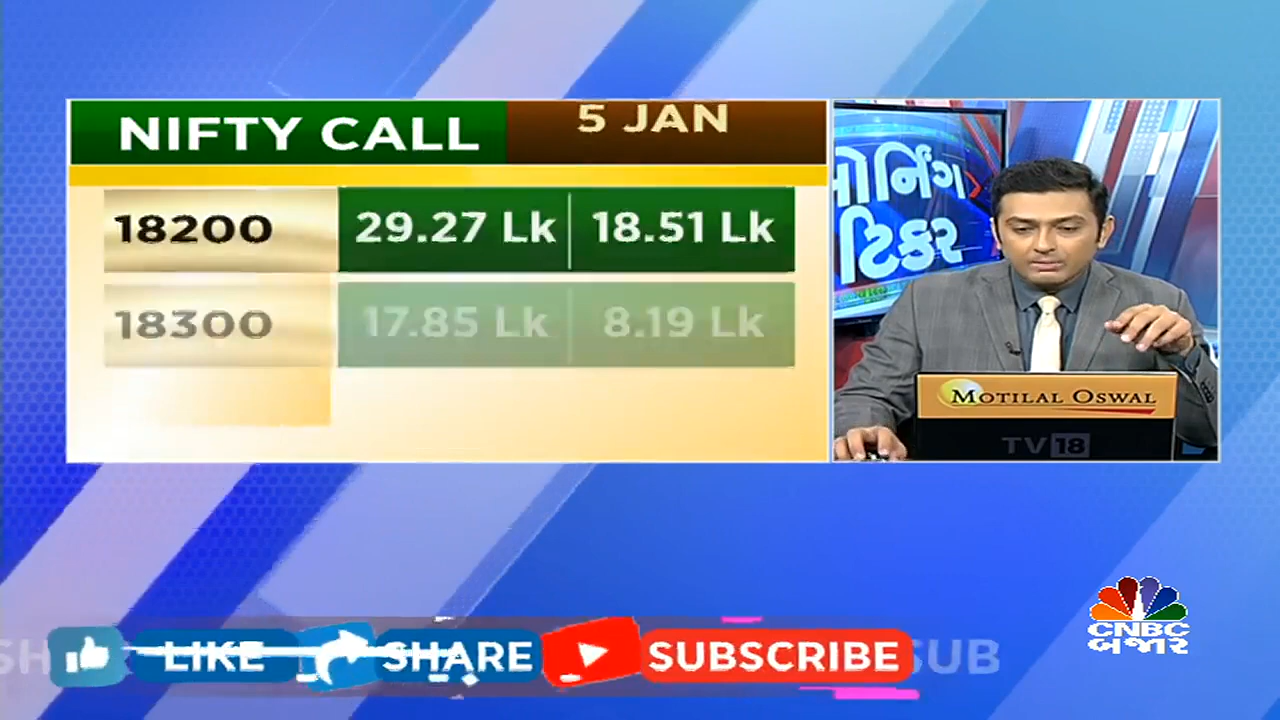 NIFTY CALL 5 JAN
18200 29.27 Lk 18.51 Lk
18300 17.85 Lk 8.19 Lk
મોર્નિંગ
ટિકર
MOTILAL OSWAL
TV18
CNBC
બજાર
LIKE SHARE SUBSCRIBE SUB